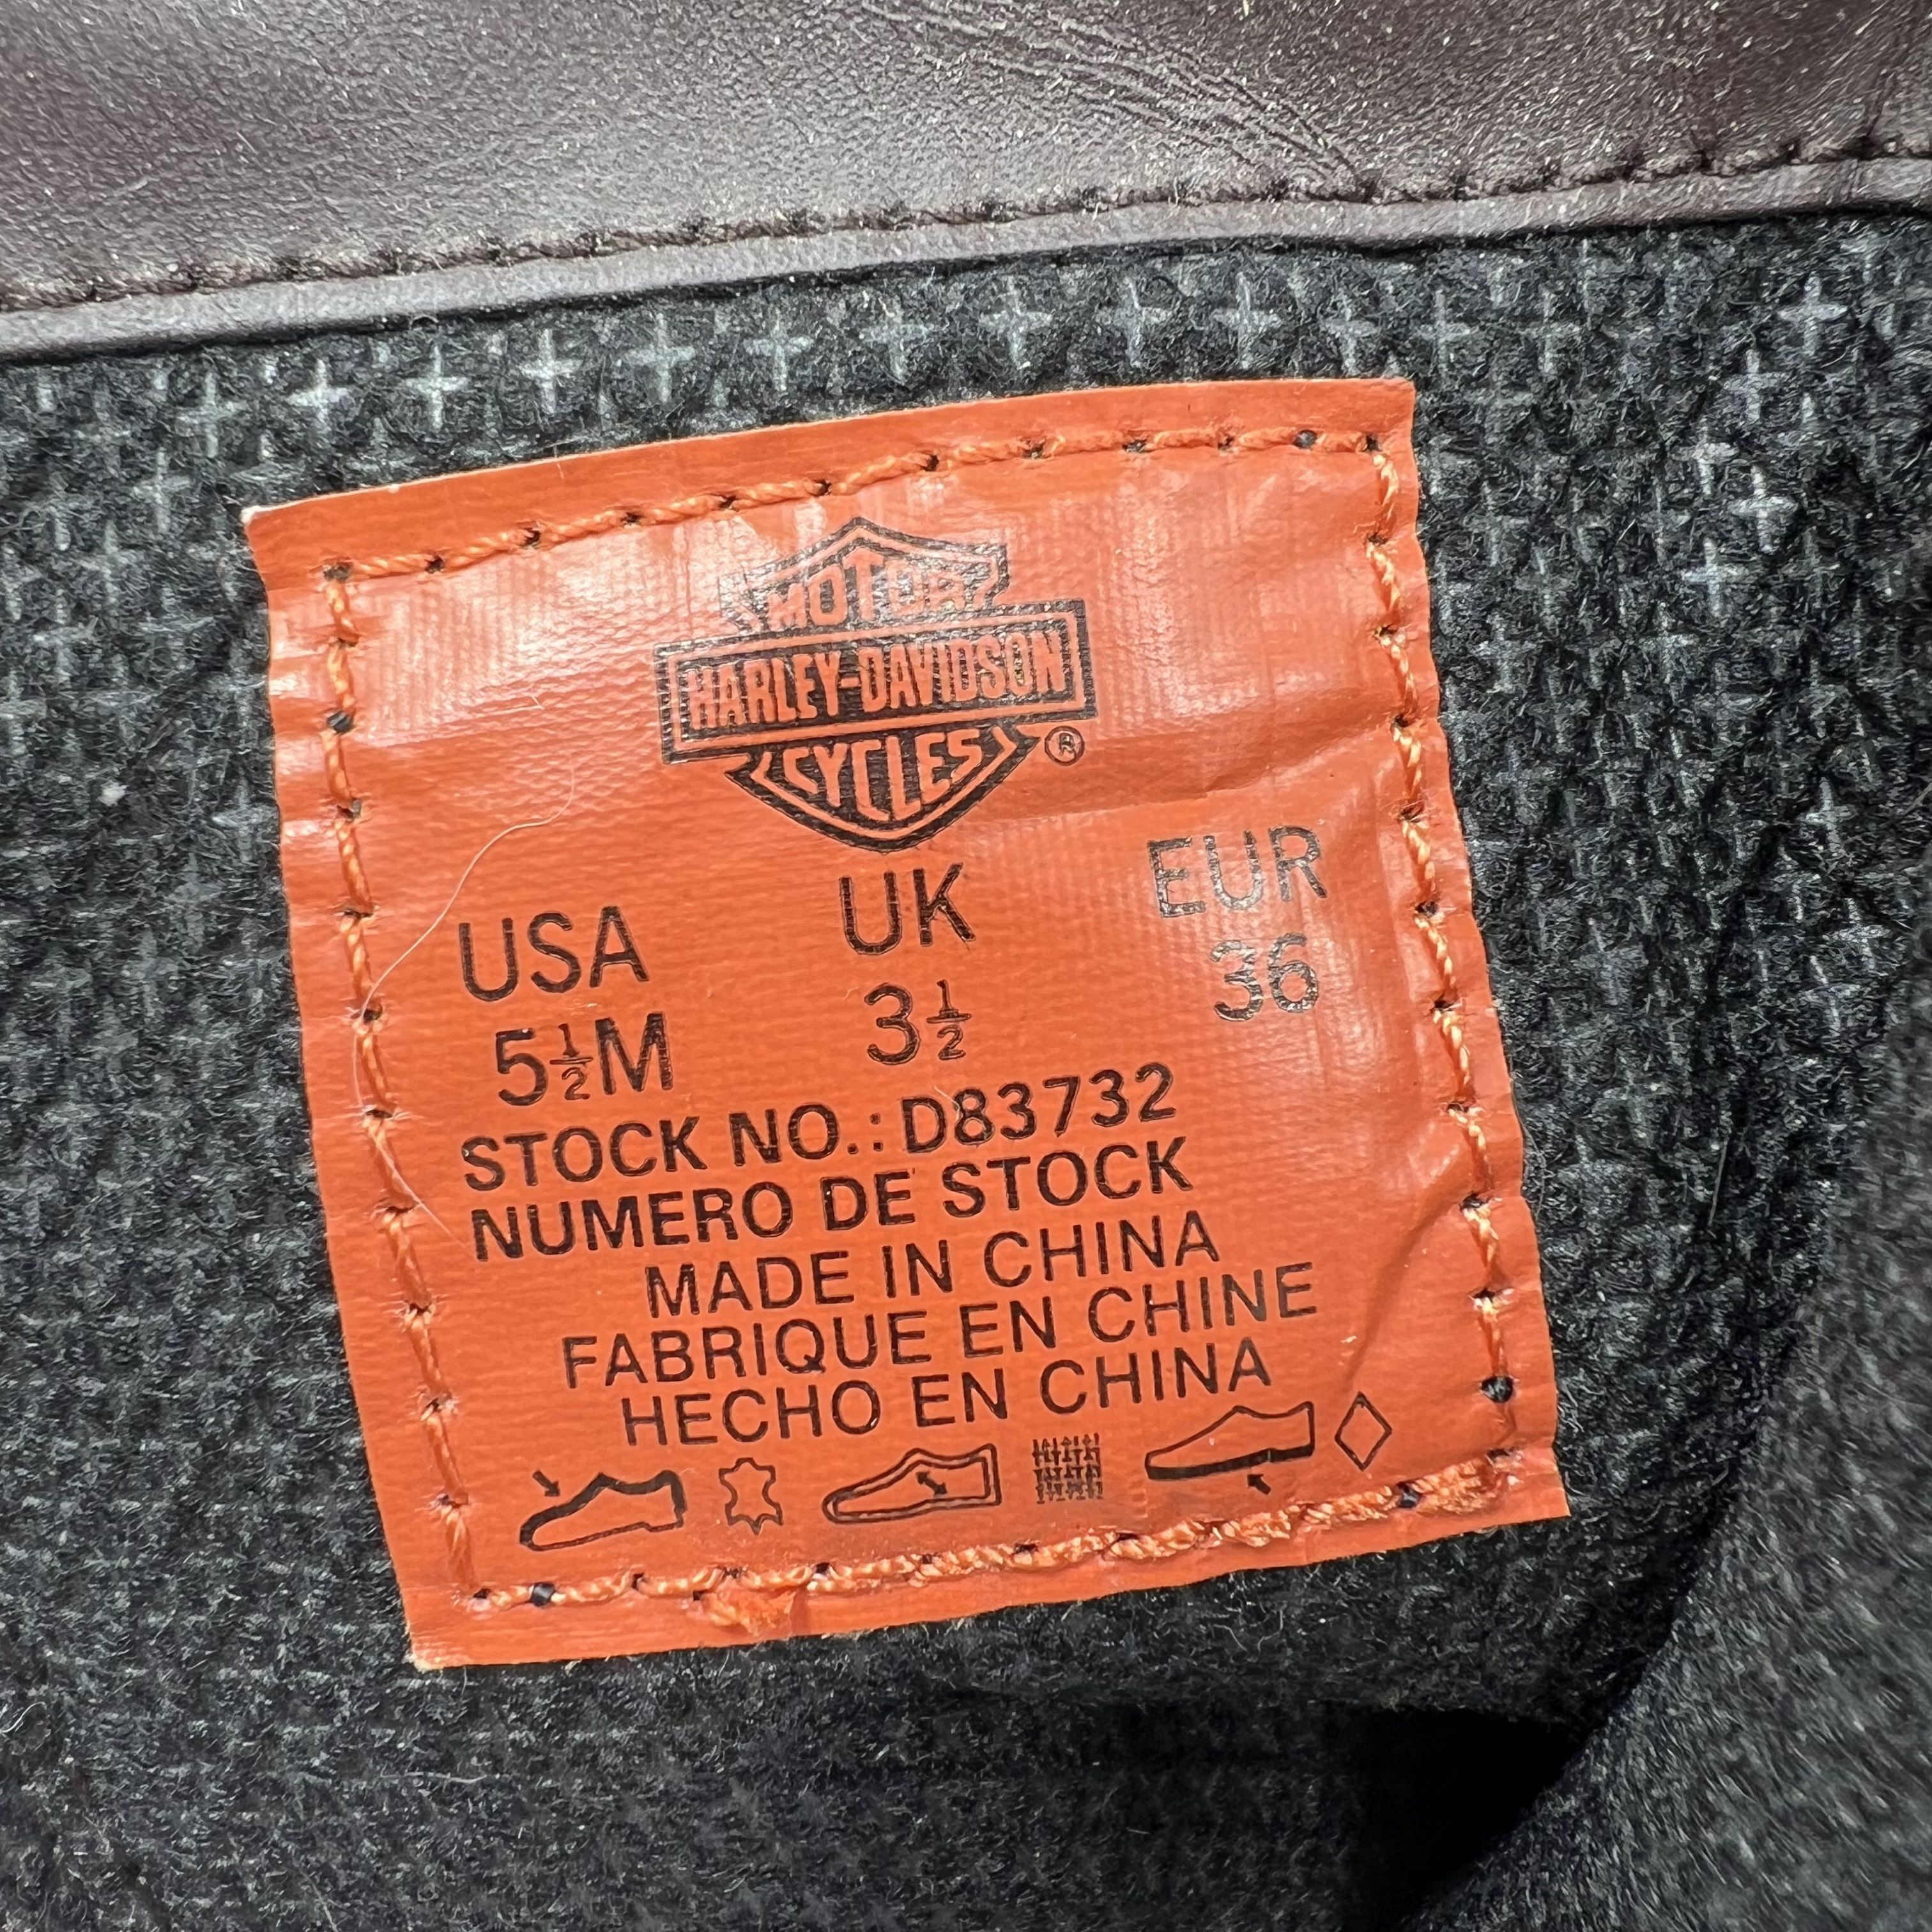 MOTOR
HARLEY-DAVIDSON
CYCLES
®
USA UK EUR
5½M 3½ 36
STOCK NO.: D83732
NUMERO DE STOCK
MADE IN CHINA
FABRIQUE EN CHINE
HECHO EN CHINA